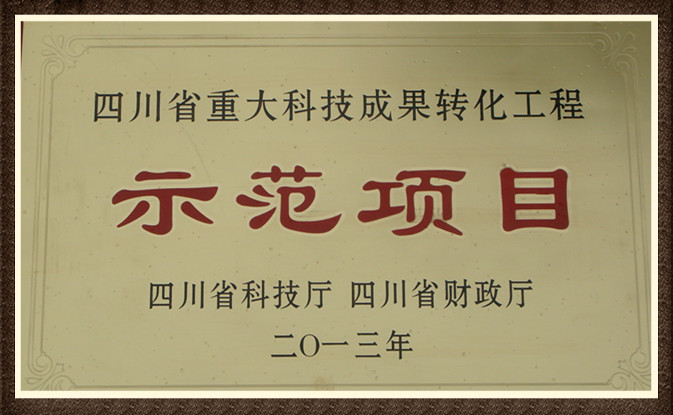 四川省重大科技成果转化工程
示范项目
四川省科技厅 四川省财政厅
二〇一三年